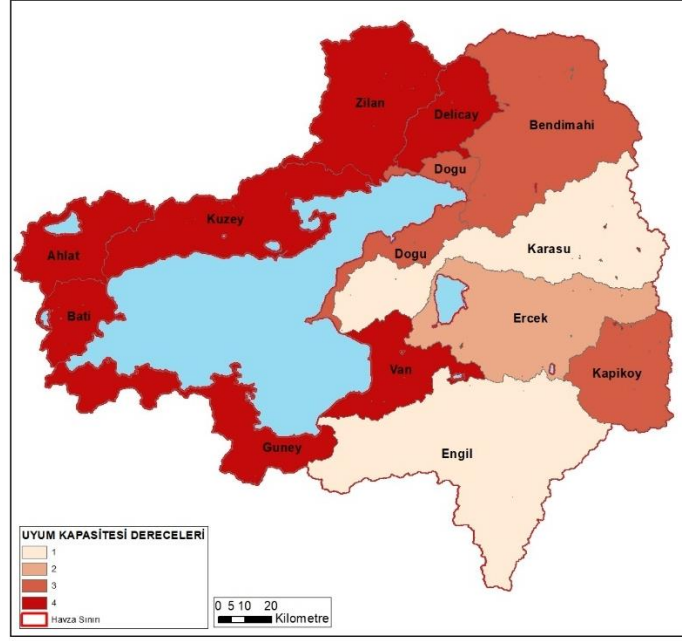 Zilan
Delicay
Bendimahi
Dogu
Kuzey
Ahlat
Dogu
Karasu
Bati
Ercek
Van
Kapikoy
Guney
Engil
UYUM KAPASİTESİ DERECELERİ
1
2
3
4
Havza Sınırı
0 5 10 20
Kilometre